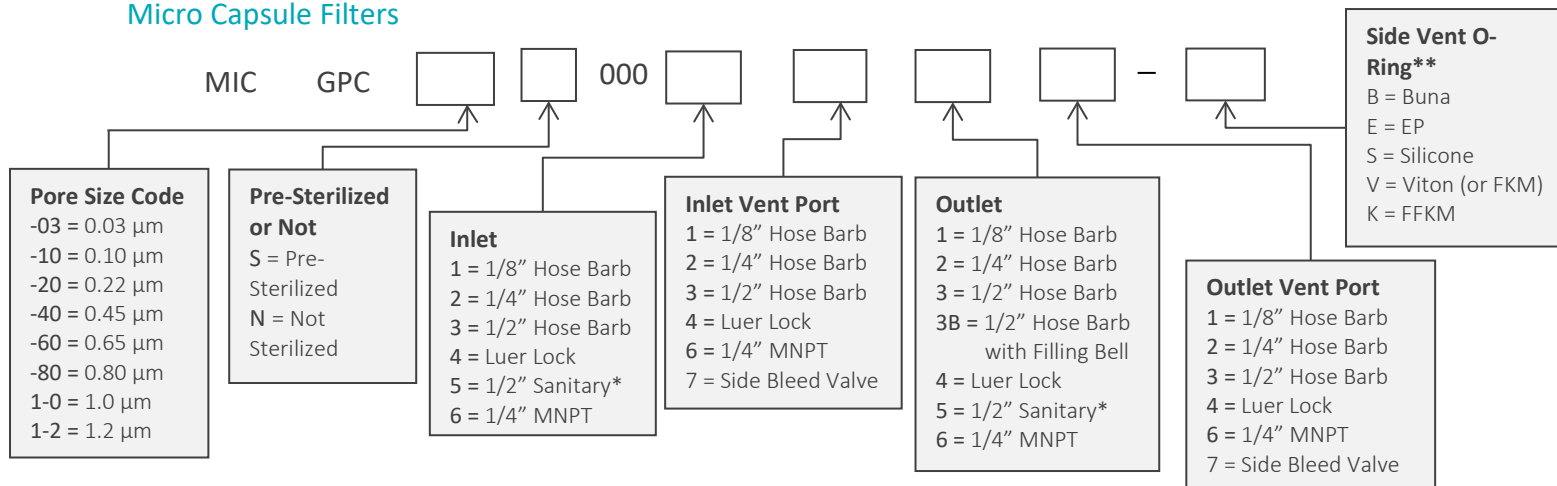 Micro Capsule Filters
MIC GPC 000 –
Pore Size Code
-03 = 0.03 µm
-10 = 0.10 µm
-20 = 0.22 µm
-40 = 0.45 µm
-60 = 0.65 µm
-80 = 0.80 µm
1-0 = 1.0 µm
1-2 = 1.2 µm
Pre-Sterilized
or Not
S = Pre-
Sterilized
N = Not
Sterilized
Inlet
1 = 1/8” Hose Barb
2 = 1/4” Hose Barb
3 = 1/2” Hose Barb
4 = Luer Lock
5 = 1/2” Sanitary*
6 = 1/4” MNPT
Inlet Vent Port
1 = 1/8” Hose Barb
2 = 1/4” Hose Barb
3 = 1/2” Hose Barb
4 = Luer Lock
6 = 1/4” MNPT
7 = Side Bleed Valve
Outlet
1 = 1/8” Hose Barb
2 = 1/4” Hose Barb
3 = 1/2” Hose Barb
3B = 1/2” Hose Barb
with Filling Bell
4 = Luer Lock
5 = 1/2” Sanitary*
6 = 1/4” MNPT
Outlet Vent Port
1 = 1/8” Hose Barb
2 = 1/4” Hose Barb
3 = 1/2” Hose Barb
4 = Luer Lock
6 = 1/4” MNPT
7 = Side Bleed Valve
Side Vent O-
Ring**
B = Buna
E = EP
S = Silicone
V = Viton (or FKM)
K = FFKM